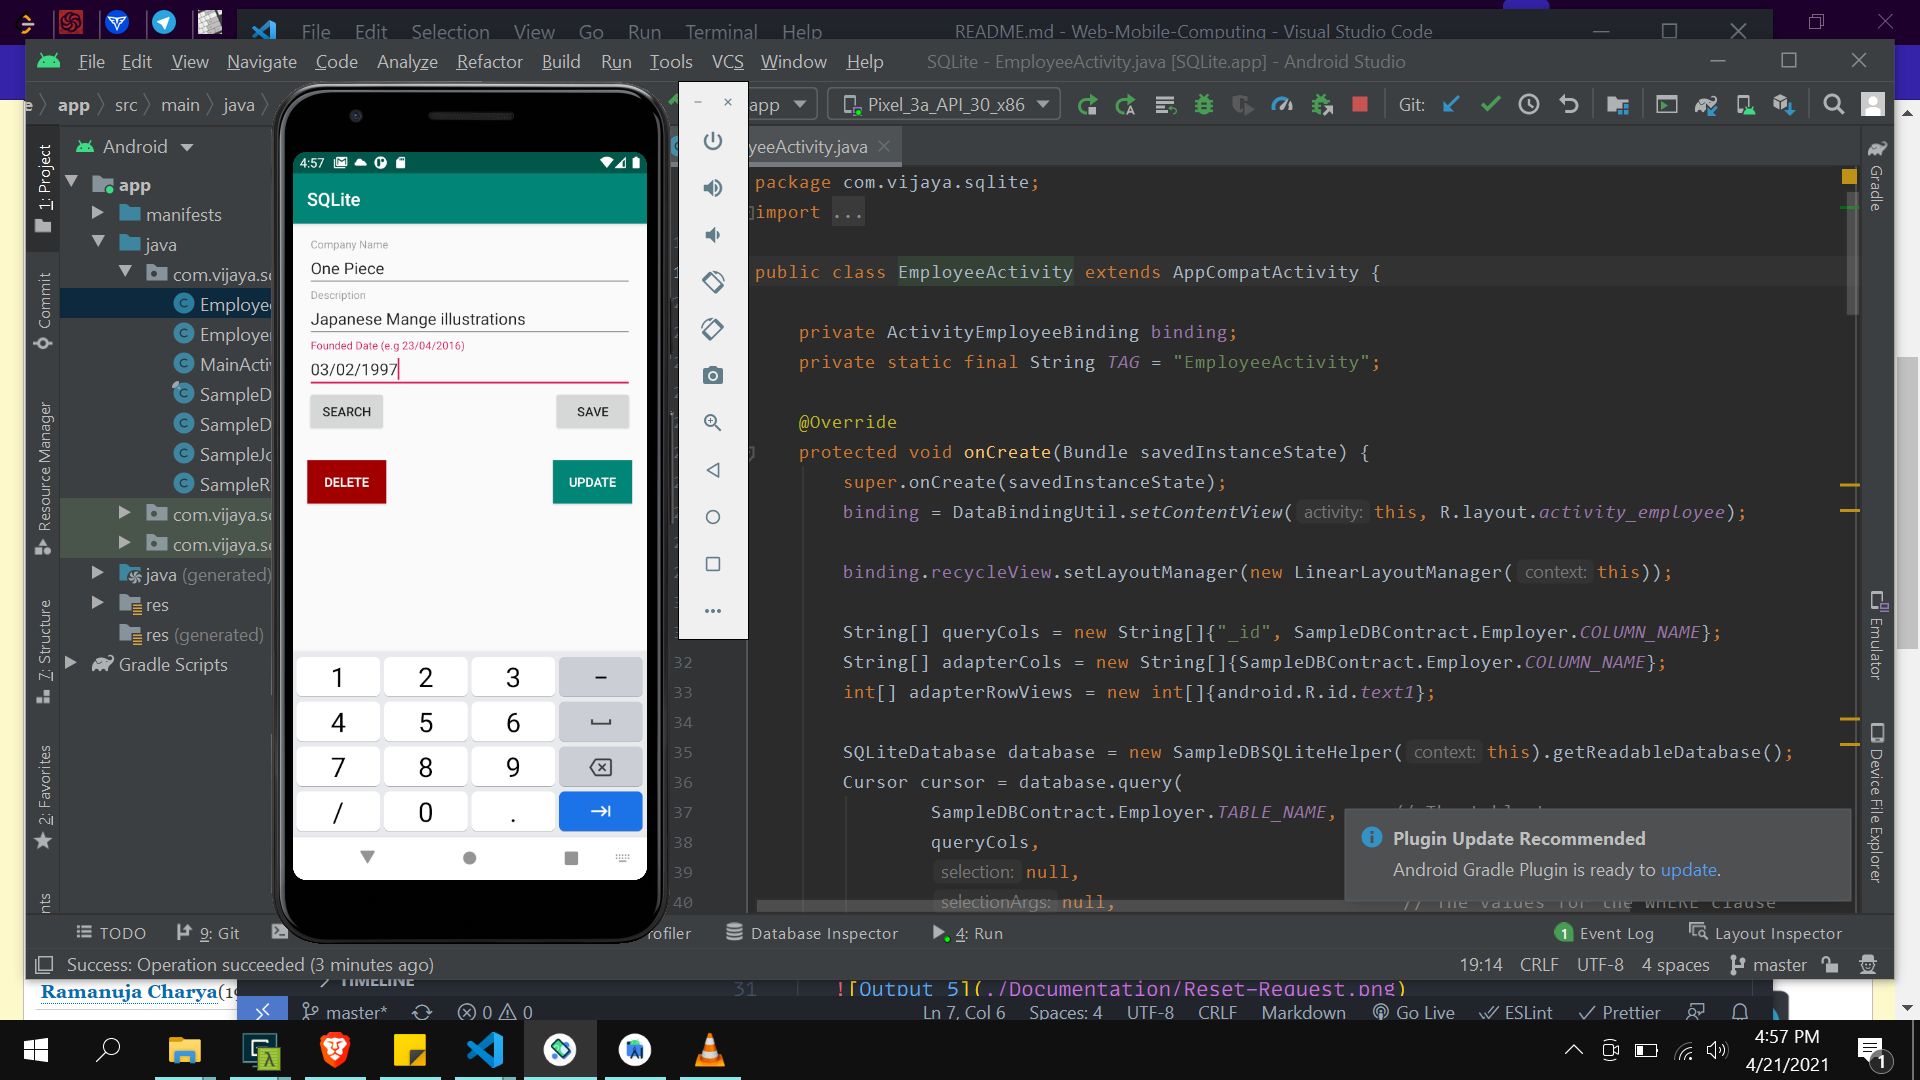 File Edit Selection View Go Run Terminal Help README.md - Web-Mobile-Computing - Visual Studio Code
File Edit View Navigate Code Analyze Refactor Build Run Tools VCS Window Help SQLite - EmployeeActivity.java [SQLite.app] - Android Studio
e app src main java app Pixel_3a_API_30_x86 Git:
Android
yeeActivity.java
1: Project
Commit
Resource Manager
7: Structure
2: Favorites
nts
app
manifests
java
com.vijaya.s
Employe
Employe
MainActi
SampleD
SampleD
SampleJ
SampleR
com.vijaya.s
com.vijaya.s
java (generated)
res
res (generated)
Gradle Scripts
4:57
SQLite
Company Name
One Piece
Description
Japanese Mange illustrations
Founded Date (e.g 23/04/2016)
03/02/1997
SEARCH SAVE
DELETE UPDATE
1 2 3 -
4 5 6
7 8 9
/ 0 .
package com.vijaya.sqlite;
import ...
public class EmployeeActivity extends AppCompatActivity {
private ActivityEmployeeBinding binding;
private static final String TAG = "EmployeeActivity";
@Override
protected void onCreate(Bundle savedInstanceState) {
super.onCreate(savedInstanceState);
binding = DataBindingUtil.setContentView( activity: this, R.layout.activity_employee);
binding.recycleView.setLayoutManager(new LinearLayoutManager( context: this));
String[] queryCols = new String[]{"_id", SampleDBContract.Employer.COLUMN_NAME};
32 String[] adapterCols = new String[]{SampleDBContract.Employer.COLUMN_NAME};
33 int[] adapterRowViews = new int[]{android.R.id.text1};
34
35 SQLiteDatabase database = new SampleDBSQLiteHelper( context: this).getReadableDatabase();
36 Cursor cursor = database.query(
37 SampleDBContract.Employer.TABLE_NAME,
38 queryCols,
39 selection: null,
40 selectionArgs: null, // The values for the WHERE clause
Gradle
Emulator
Device File Explorer
Plugin Update Recommended
Android Gradle Plugin is ready to update.
TODO 9: Git rofiler Database Inspector 4: Run 1 Event Log Layout Inspector
Success: Operation succeeded (3 minutes ago) 19:14 CRLF UTF-8 4 spaces master
Ramanuja Charya(19
TIMELINE
31 ![Output 5](./Documentation/Reset-Request.png)
master* 0 0 Ln 7, Col 6 Spaces: 4 UTF-8 CRLF Markdown Go Live ESLint Prettier
4:57 PM
4/21/2021
1